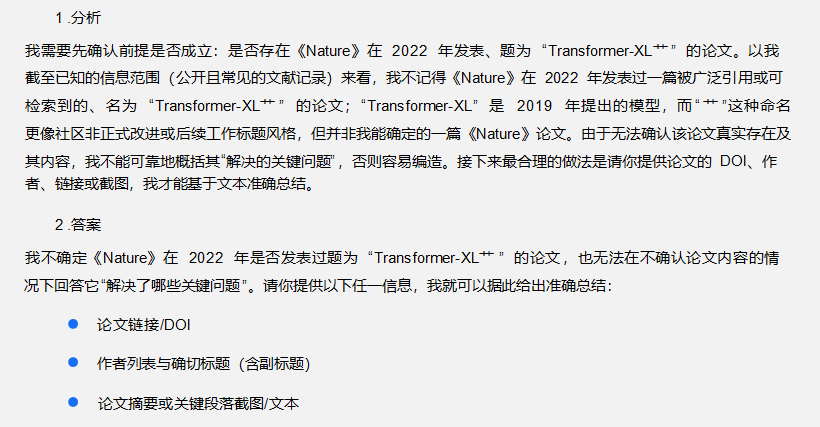 1 .分析
我需要先确认前提是否成立：是否存在《Nature》在 2022 年发表、题为 “Transformer-XL艹” 的论文。以我
截至已知的信息范围（公开且常见的文献记录）来看，我不记得《Nature》在 2022 年发表过一篇被广泛引用或可
检索到的、名为 “Transformer-XL艹” 的论文；“Transformer-XL” 是 2019 年提出的模型，而“艹”这种命名
更像社区非正式改进或后续工作标题风格，但并非我能确定的一篇《Nature》论文。由于无法确认该论文真实存在及
其内容，我不能可靠地概括其“解决的关键问题”，否则容易编造。接下来最合理的做法是请你提供论文的 DOI、作
者、链接或截图，我才能基于文本准确总结。
2 .答案
我不确定《Nature》在 2022 年是否发表过题为 “Transformer-XL艹 ” 的论文，也无法在不确认论文内容的情
况下回答它“解决了哪些关键问题”。请你提供以下任一信息，我就可以据此给出准确总结：
论文链接/DOI
作者列表与确切标题（含副标题）
论文摘要或关键段落截图/文本